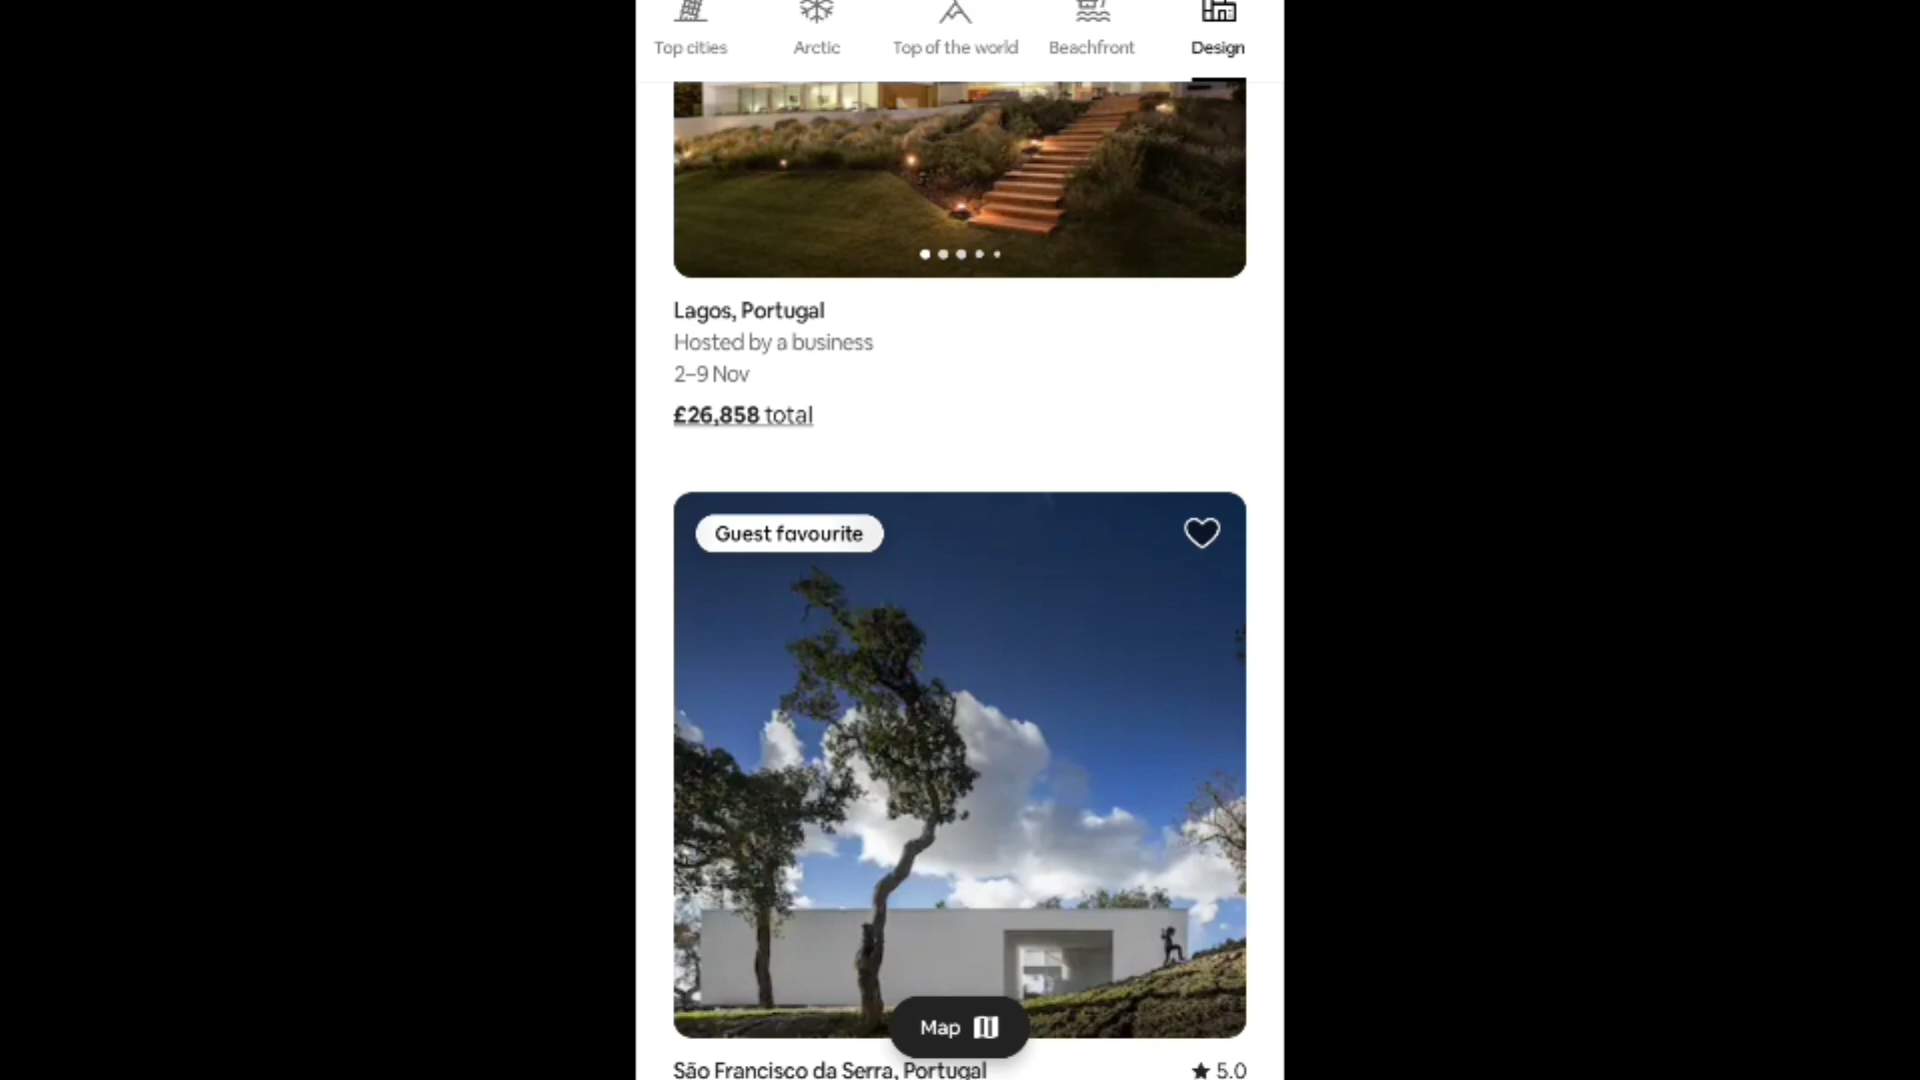 Top cities
Arctic
Top of the world
Beachfront
Design
Lagos, Portugal
Hosted by a business
2–9 Nov
£26,858 total
Guest favourite
Map
São Francisco da Serra, Portugal
5.0